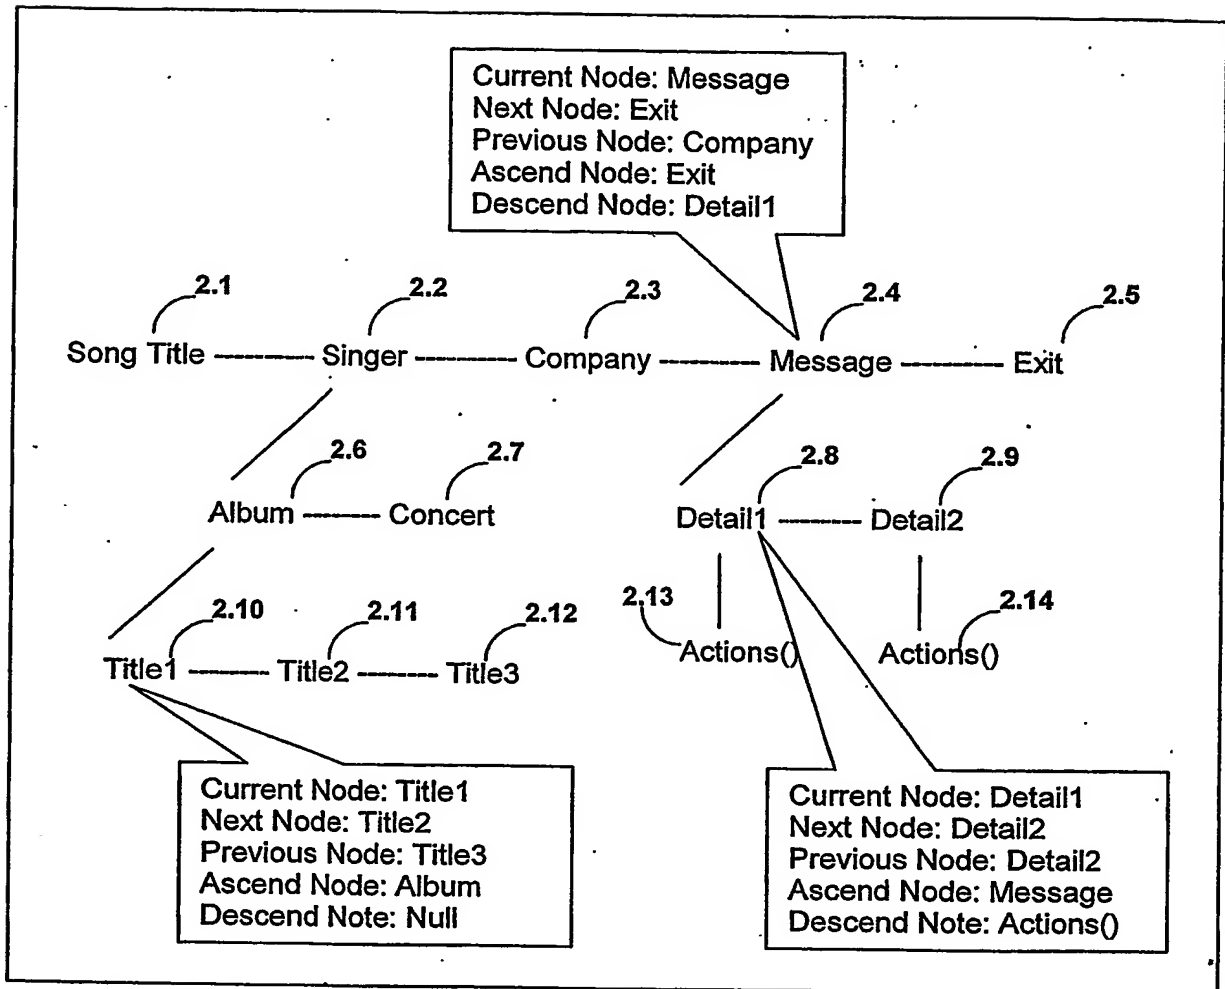 Current Node: Message
Next Node: Exit
Previous Node: Company
Ascend Node: Exit
Descend Node: Detail1
2.1 2.2 2.3 2.4 2.5
Song Title Singer Company Message Exit
2.6 2.7 2.8 2.9
Album Concert Detail1 Detail2
2.10 2.11 2.12 2.13 2.14
Title1 Title2 Title3 Actions() Actions()
Current Node: Title1
Next Node: Title2
Previous Node: Title3
Ascend Node: Album
Descend Note: Null
Current Node: Detail1
Next Node: Detail2
Previous Node: Detail2
Ascend Node: Message
Descend Note: Actions()